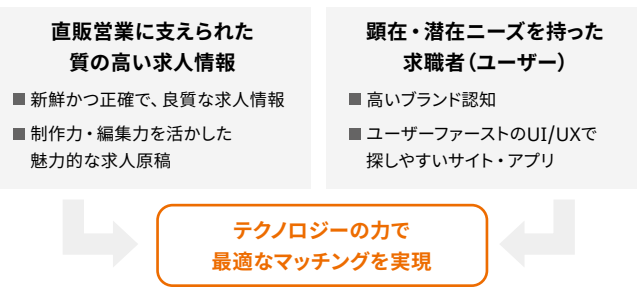 直販営業に支えられた
質の高い求人情報
■ 新鮮かつ正確で、良質な求人情報
■ 制作力・編集力を活かした
魅力的な求人原稿
顕在・潜在ニーズを持った
求職者（ユーザー）
■ 高いブランド認知
■ ユーザーファーストのUI/UXで
探しやすいサイト・アプリ
テクノロジーの力で
最適なマッチングを実現